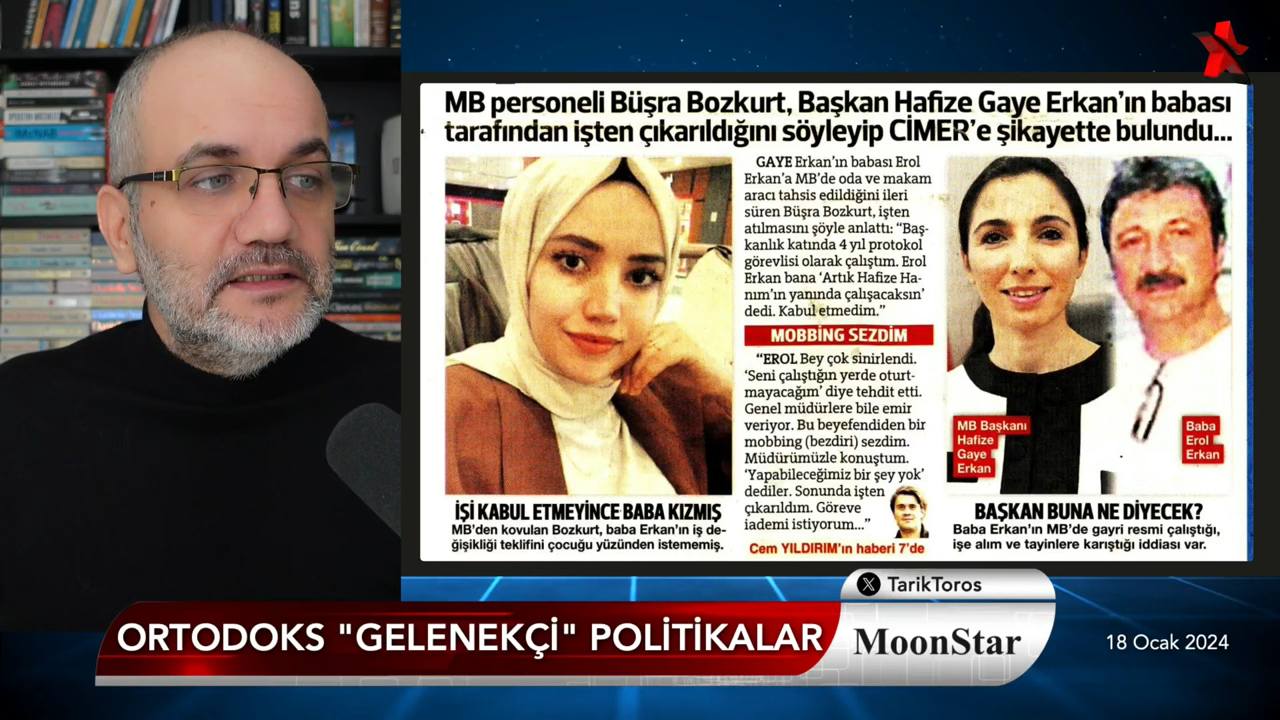 MB personeli Büşra Bozkurt, Başkan Hafize Gaye Erkan'ın babası
tarafından işten çıkarıldığını söyleyip CİMER'e şikayette bulundu...
GAYE Erkan'ın babası Erol
Erkan'a MB'de oda ve makam
aracı tahsis edildiğini ileri
süren Büşra Bozkurt, işten
atılmasını şöyle anlattı: “Baş-
kanlık katında 4 yıl protokol
görevlisi olarak çalıştım. Erol
Erkan bana ‘Artık Hafize Ha-
nım’ın yanında çalışacaksın’
dedi. Kabul etmedim.”
MOBBİNG SEZDİM
“EROL Bey çok sinirlendi.
‘Seni çalıştığın yerde oturt-
mayacağım’ diye tehdit etti.
Genel müdürlere bile emir
veriyor. Bu beyefendiden bir
mobbing (bezdiri) sezdim.
Müdürümüzle konuştum.
‘Yapabileceğimiz bir şey yok’
dediler. Sonunda işten
çıkarıldım. Göreve
iademi istiyorum...”
Cem YILDIRIM'ın haberi 7'de
İŞİ KABUL ETMEYİNCE BABA KIZMIŞ
MB'den kovulan Bozkurt, baba Erkan'ın iş de-
ğişikliği teklifini çocuğu yüzünden istememiş.
MB Başkanı
Hafize
Gaye
Erkan
Baba
Erol
Erkan
BAŞKAN BUNA NE DİYECEK?
Baba Erkan'ın MB'de gayri resmi çalıştığı,
işe alım ve tayinlere karıştığı iddiası var.
TarikToros
ORTODOKS "GELENEKÇİ" POLİTİKALAR
MoonStar
18 Ocak 2024